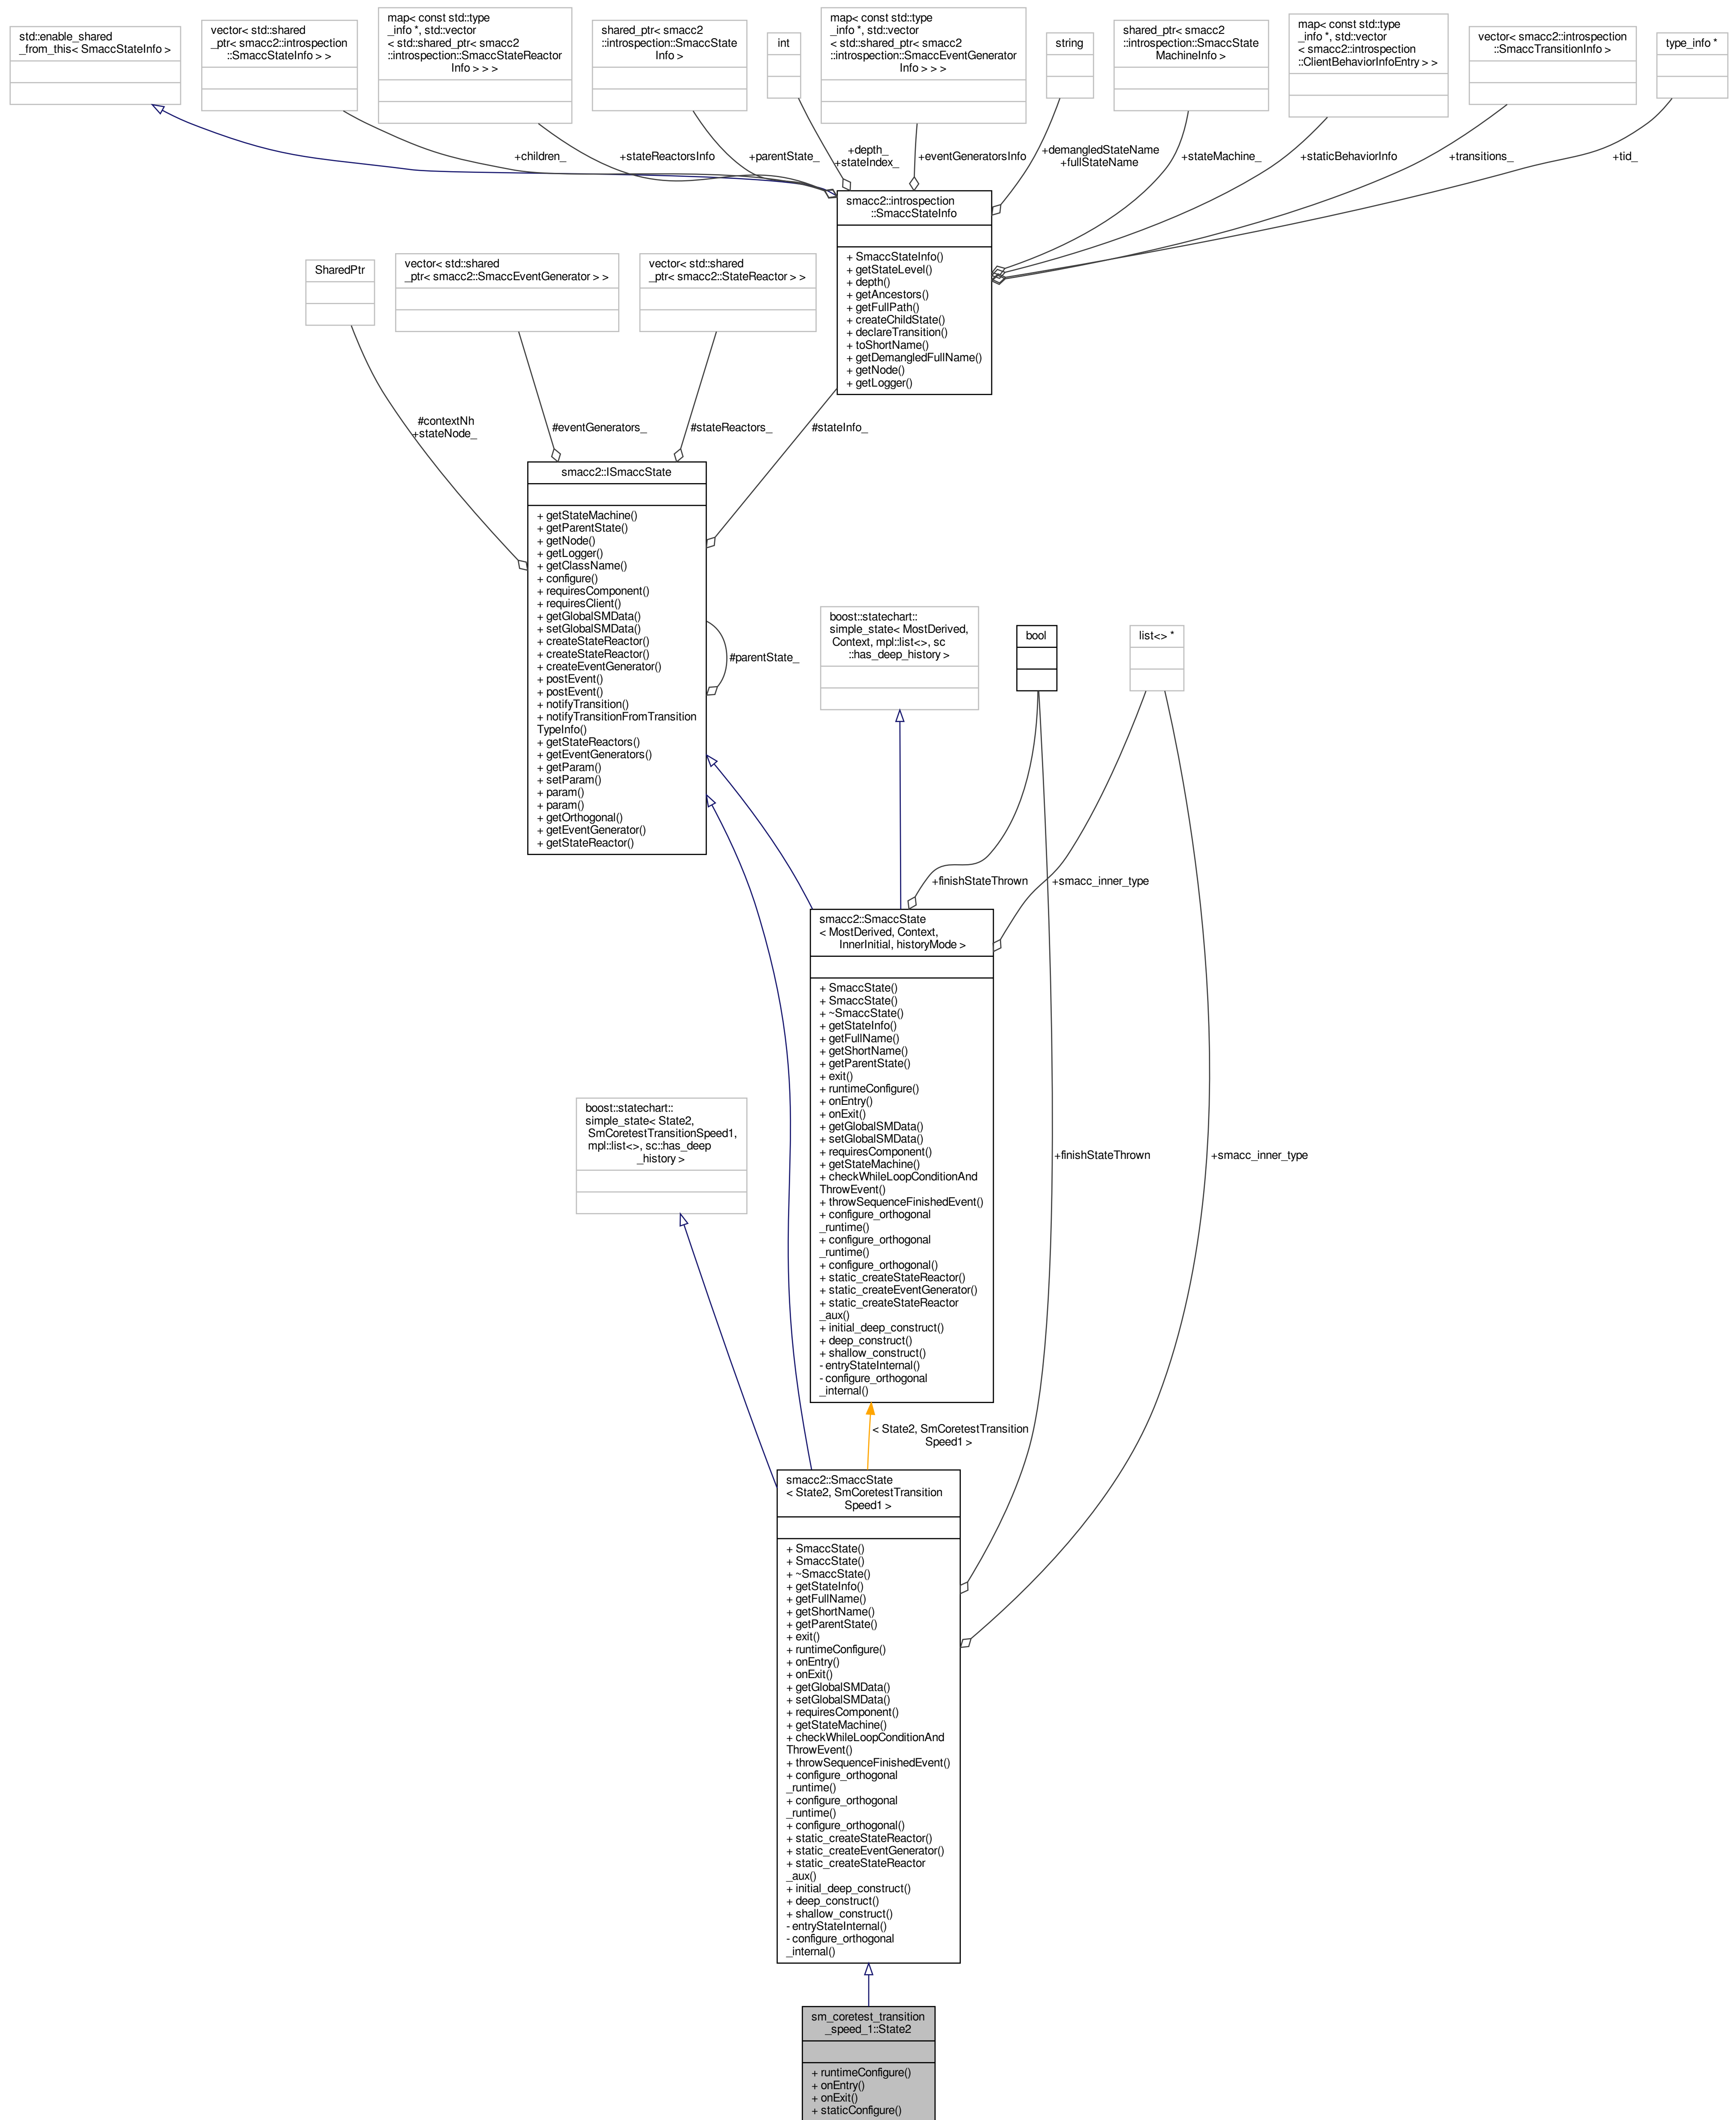 std::enable_shared
_from_this< SmaccStateInfo >
vector< std::shared
_ptr< smacc2::introspection
::SmaccStateInfo > >
map< const std::type
_info *, std::vector
< std::shared_ptr< smacc2
::introspection::SmaccStateReactor
Info > > >
shared_ptr< smacc2
::introspection::SmaccState
Info >
int
map< const std::type
_info *, std::vector
< std::shared_ptr< smacc2
::introspection::SmaccEventGenerator
Info > > >
string
shared_ptr< smacc2
::introspection::SmaccState
MachineInfo >
map< const std::type
_info *, std::vector
< smacc2::introspection
::ClientBehaviorInfoEntry > >
vector< smacc2::introspection
::SmaccTransitionInfo >
type_info *
+children_
+stateReactorsInfo
+parentState_
+depth_
+stateIndex_
+eventGeneratorsInfo
+demangledStateName
+fullStateName
+stateMachine_
+staticBehaviorInfo
+transitions_
+tid_
smacc2::introspection
::SmaccStateInfo
+ SmaccStateInfo()
+ getStateLevel()
+ depth()
+ getAncestors()
+ getFullPath()
+ createChildState()
+ declareTransition()
+ toShortName()
+ getDemangledFullName()
+ getNode()
+ getLogger()
SharedPtr
vector< std::shared
_ptr< smacc2::SmaccEventGenerator > >
vector< std::shared
_ptr< smacc2::StateReactor > >
#contextNh
+stateNode_
#eventGenerators_
#stateReactors_
#stateInfo_
smacc2::ISmaccState
+ getStateMachine()
+ getParentState()
+ getNode()
+ getLogger()
+ getClassName()
+ configure()
+ requiresComponent()
+ requiresClient()
+ getGlobalSMData()
+ setGlobalSMData()
+ createStateReactor()
+ createStateReactor()
+ createEventGenerator()
+ postEvent()
+ postEvent()
+ notifyTransition()
+ notifyTransitionFromTransition
TypeInfo()
+ getStateReactors()
+ getEventGenerators()
+ getParam()
+ setParam()
+ param()
+ param()
+ getOrthogonal()
+ getEventGenerator()
+ getStateReactor()
#parentState_
boost::statechart::
simple_state< MostDerived,
Context, mpl::list<>, sc
::has_deep_history >
bool
list<> *
+finishStateThrown
+smacc_inner_type
smacc2::SmaccState
< MostDerived, Context,
InnerInitial, historyMode >
+ SmaccState()
+ SmaccState()
+ ~SmaccState()
+ getStateInfo()
+ getFullName()
+ getShortName()
+ getParentState()
+ exit()
+ runtimeConfigure()
+ onEntry()
+ onExit()
+ getGlobalSMData()
+ setGlobalSMData()
+ requiresComponent()
+ getStateMachine()
+ checkWhileLoopConditionAnd
ThrowEvent()
+ throwSequenceFinishedEvent()
+ configure_orthogonal
_runtime()
+ configure_orthogonal
_runtime()
+ configure_orthogonal()
+ static_createStateReactor()
+ static_createEventGenerator()
+ static_createStateReactor
_aux()
+ initial_deep_construct()
+ deep_construct()
+ shallow_construct()
- entryStateInternal()
- configure_orthogonal
_internal()
boost::statechart::
simple_state< State2,
SmCoretestTransitionSpeed1,
mpl::list<>, sc::has_deep
_history >
+finishStateThrown
+smacc_inner_type
< State2, SmCoretestTransition
Speed1 >
smacc2::SmaccState
< State2, SmCoretestTransition
Speed1 >
+ SmaccState()
+ SmaccState()
+ ~SmaccState()
+ getStateInfo()
+ getFullName()
+ getShortName()
+ getParentState()
+ exit()
+ runtimeConfigure()
+ onEntry()
+ onExit()
+ getGlobalSMData()
+ setGlobalSMData()
+ requiresComponent()
+ getStateMachine()
+ checkWhileLoopConditionAnd
ThrowEvent()
+ throwSequenceFinishedEvent()
+ configure_orthogonal
_runtime()
+ configure_orthogonal
_runtime()
+ configure_orthogonal()
+ static_createStateReactor()
+ static_createEventGenerator()
+ static_createStateReactor
_aux()
+ initial_deep_construct()
+ deep_construct()
+ shallow_construct()
- entryStateInternal()
- configure_orthogonal
_internal()
sm_coretest_transition
_speed_1::State2
+ runtimeConfigure()
+ onEntry()
+ onExit()
+ staticConfigure()